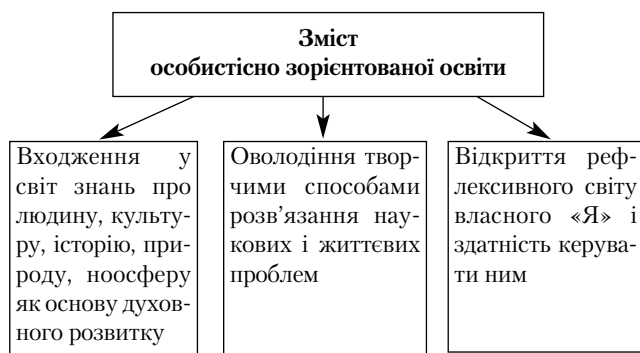 Зміст
особистісно зорієнтованої освіти
Входження у
світ знань про
людину, культу-
ру, історію, при-
роду, ноосферу
як основу духов-
ного розвитку
Оволодіння твор-
чими способами
розв'язання нау-
кових і життєвих
проблем
Відкриття реф-
лексивного світу
власного «Я» і
здатність керува-
ти ним